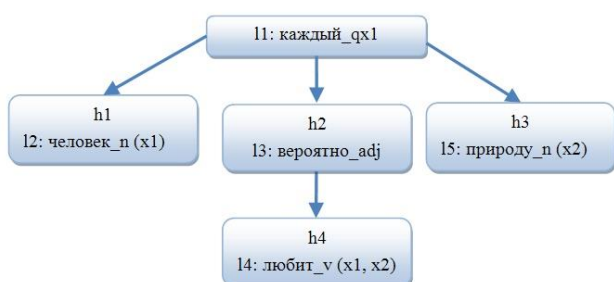 l1: каждый_qx1
h1
l2: человек_n (x1)
h2
l3: вероятно_adj
h3
l5: природу_n (x2)
h4
l4: любит_v (x1, x2)